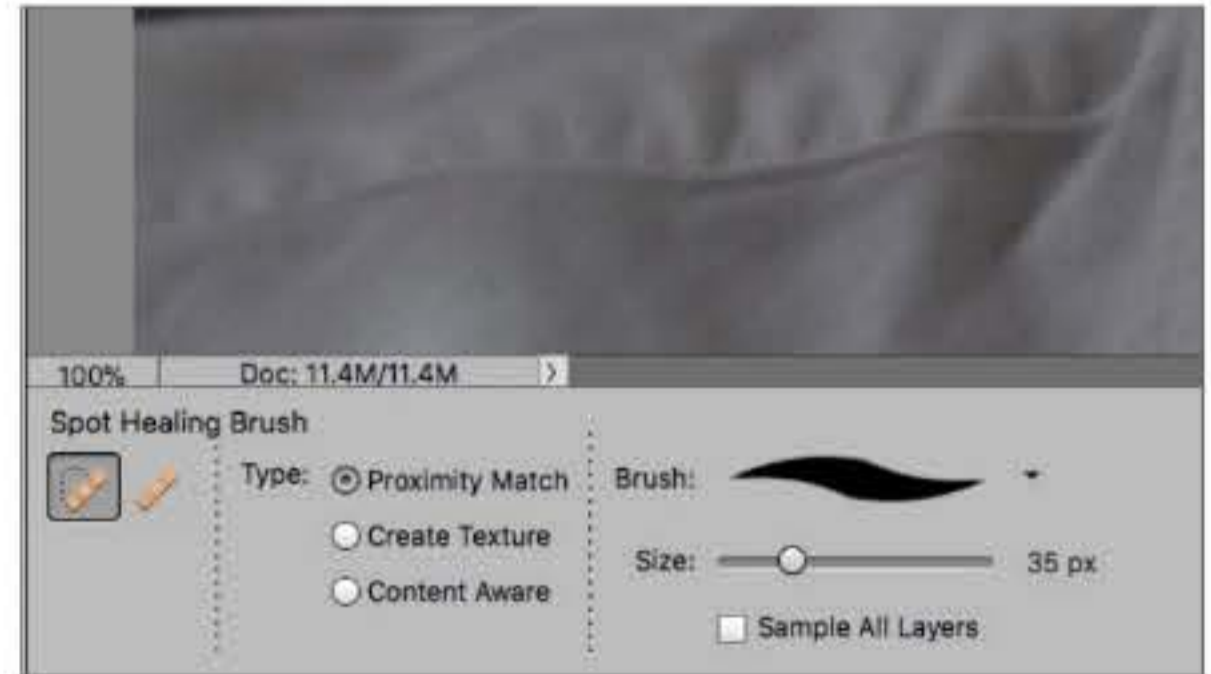 100% Doc: 11.4M/11.4M >
Spot Healing Brush
Type: Proximity Match
Create Texture
Content Aware
Brush:
Size: 35 px
Sample All Layers